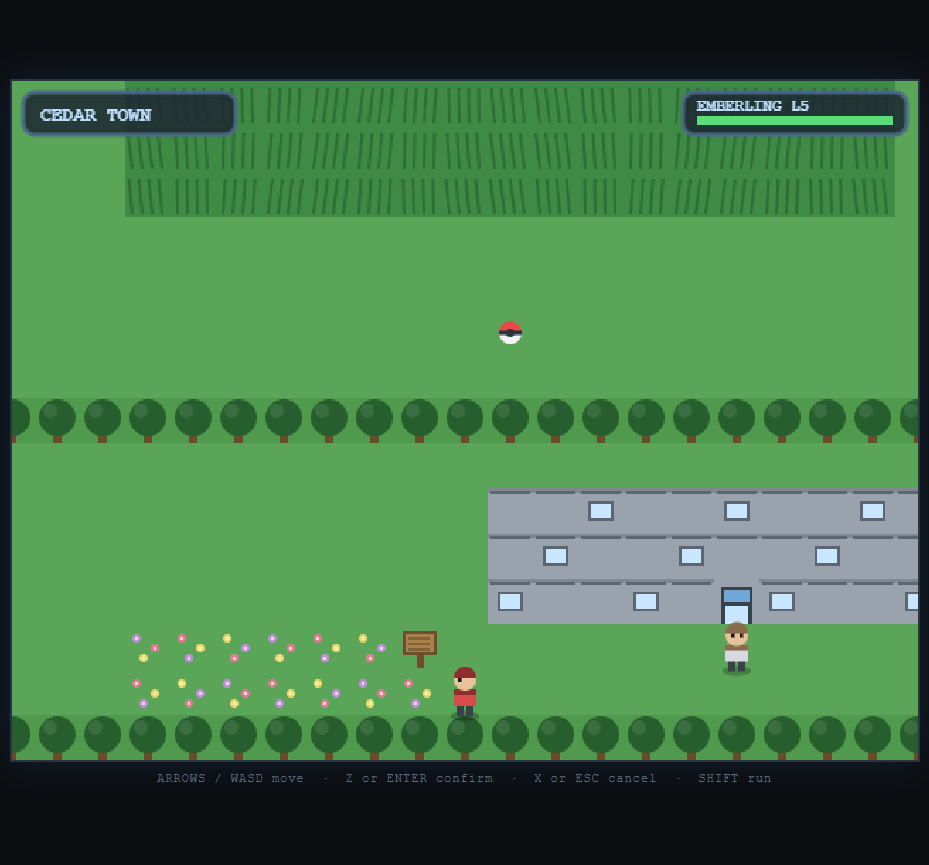 CEDAR TOWN
EMBERLING L5
ARROWS / WASD move · Z or ENTER confirm · X or ESC cancel · SHIFT run